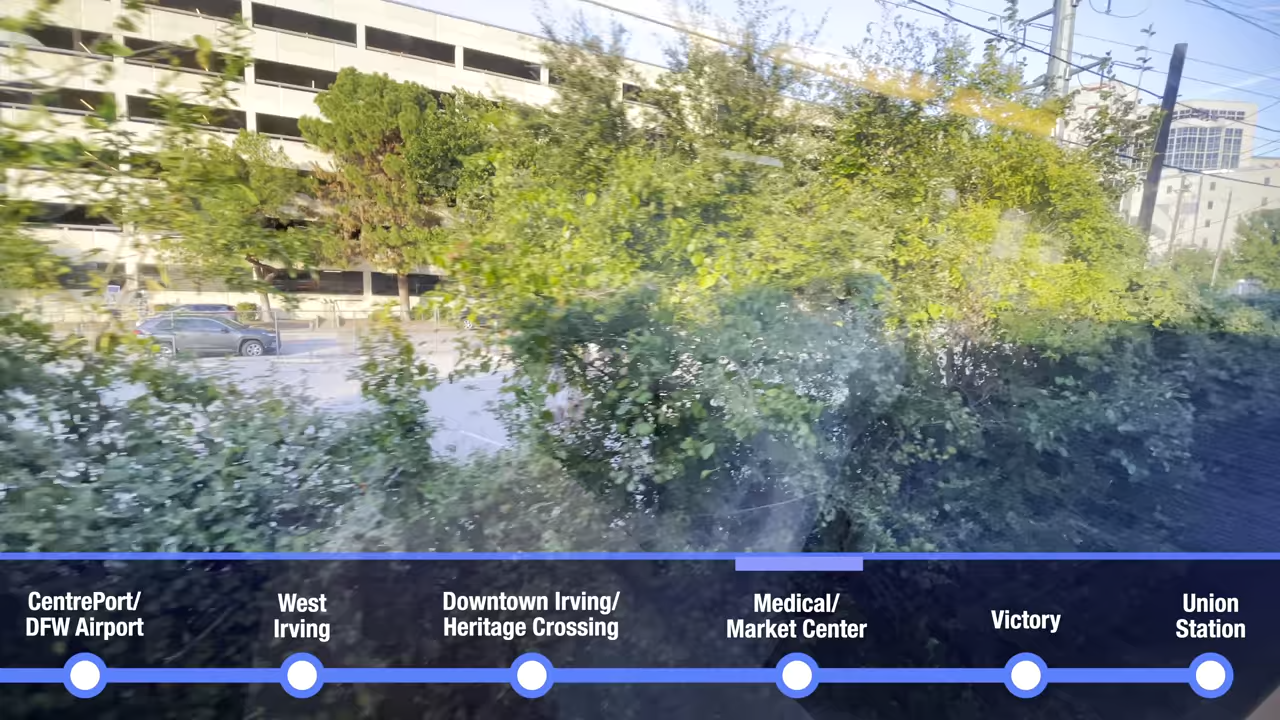 CentrePort/
DFW Airport
West
Irving
Downtown Irving/
Heritage Crossing
Medical/
Market Center
Victory
Union
Station